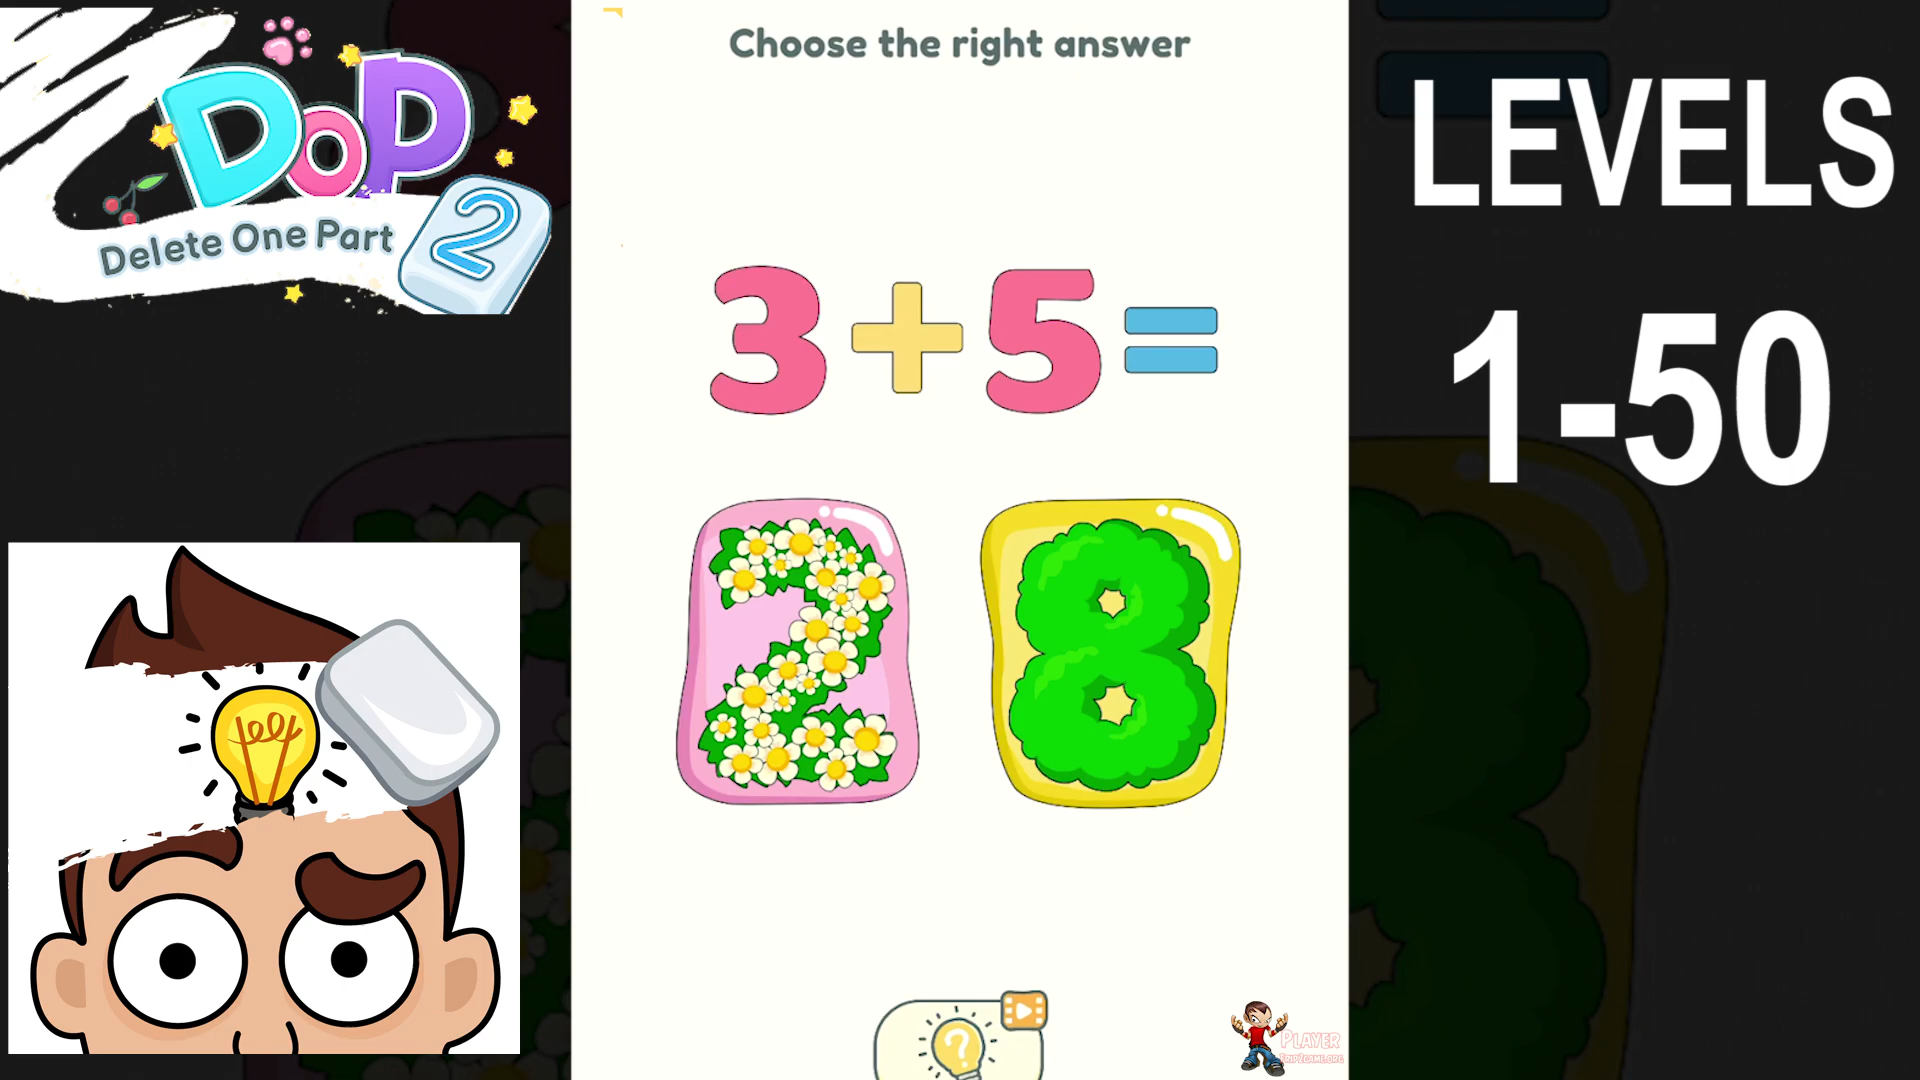 DOP
Delete One Part
2
Choose the right answer
3+5=
2
8
?
LEVELS
1-50
PLAYER